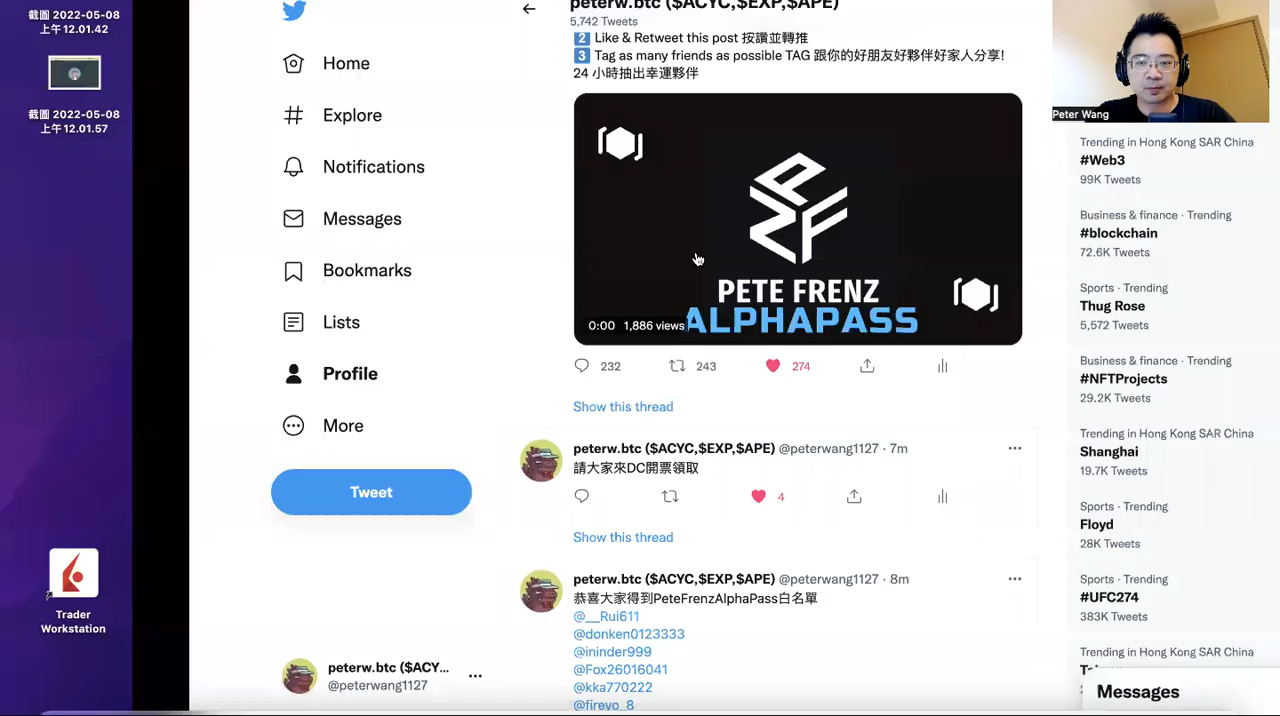 截圖 2022-05-08
上午 12.01.42
截圖 2022-05-08
上午 12.01.57
Trader
Workstation
Home
Explore
Notifications
Messages
Bookmarks
Lists
Profile
More
Tweet
peterw.btc ($ACY...
@peterwang1127
peterw.btc ($ACYC,$EXP,$APE)
5,742 Tweets
2 Like & Retweet this post 按讚並轉推
3 Tag as many friends as possible TAG 跟你的好朋友好夥伴好家人分享!
24 小時抽出幸運夥伴
PZF
PETE FRENZ
ALPHAPASS
0:00 1,886 views
232 243 274
Show this thread
peterw.btc ($ACYC,$EXP,$APE) @peterwang1127 · 7m
請大家來DC開票領取
4
Show this thread
peterw.btc ($ACYC,$EXP,$APE) @peterwang1127 · 8m
恭喜大家得到PeteFrenzAlphaPass白名單
@__Rui611
@donken0123333
@ininder999
@Fox26016041
@kka770222
@fireyo_8
Peter Wang
Trending in Hong Kong SAR China
#Web3
99K Tweets
Business & finance · Trending
#blockchain
72.6K Tweets
Sports · Trending
Thug Rose
5,572 Tweets
Business & finance · Trending
#NFTProjects
29.2K Tweets
Trending in Hong Kong SAR China
Shanghai
19.7K Tweets
Sports · Trending
Floyd
28K Tweets
Sports · Trending
#UFC274
383K Tweets
Trending in Hong Kong SAR China
Messages